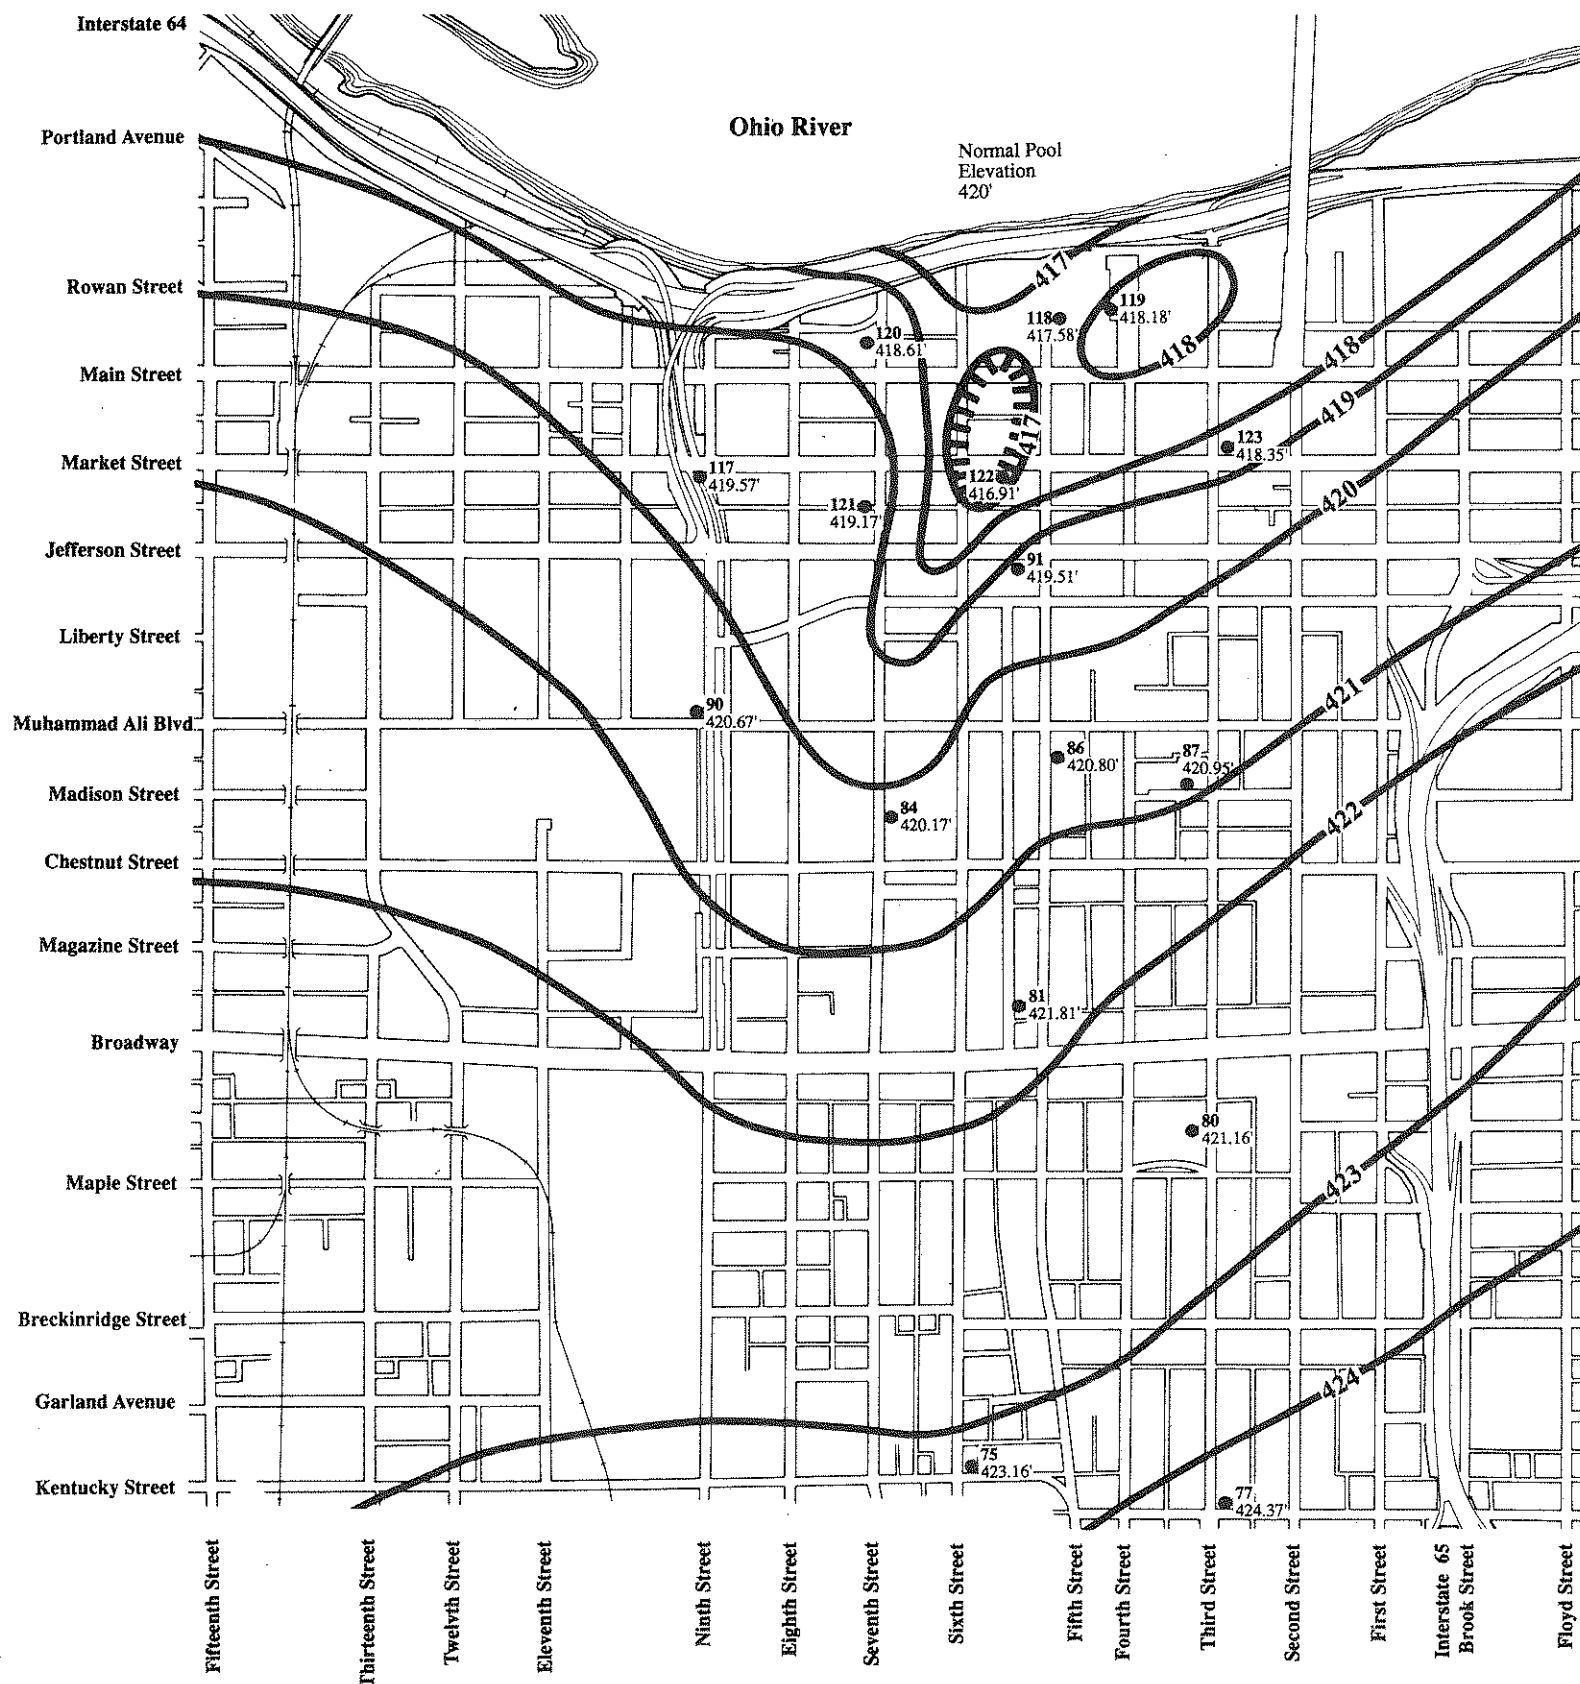 Interstate 64
Portland Avenue
Ohio River
Normal Pool
Elevation
420'
Rowan Street
417
119
418.18'
118
417.58'
120
418.61'
418
418
Main Street
419
417
123
418.35'
Market Street
117
419.57'
122
416.91'
420
121
419.17'
Jefferson Street
91
419.51'
Liberty Street
421
90
420.67'
Muhammad Ali Blvd.
86
420.80'
87
420.95'
Madison Street
84
420.17'
422
Chestnut Street
Magazine Street
81
421.81'
Broadway
80
421.16'
Maple Street
423
Breckinridge Street
424
Garland Avenue
75
423.16'
Kentucky Street
77
424.37'
Fifteenth Street
Thirteenth Street
Twelvth Street
Eleventh Street
Ninth Street
Eighth Street
Seventh Street
Sixth Street
Fifth Street
Fourth Street
Third Street
Second Street
First Street
Interstate 65
Brook Street
Floyd Street